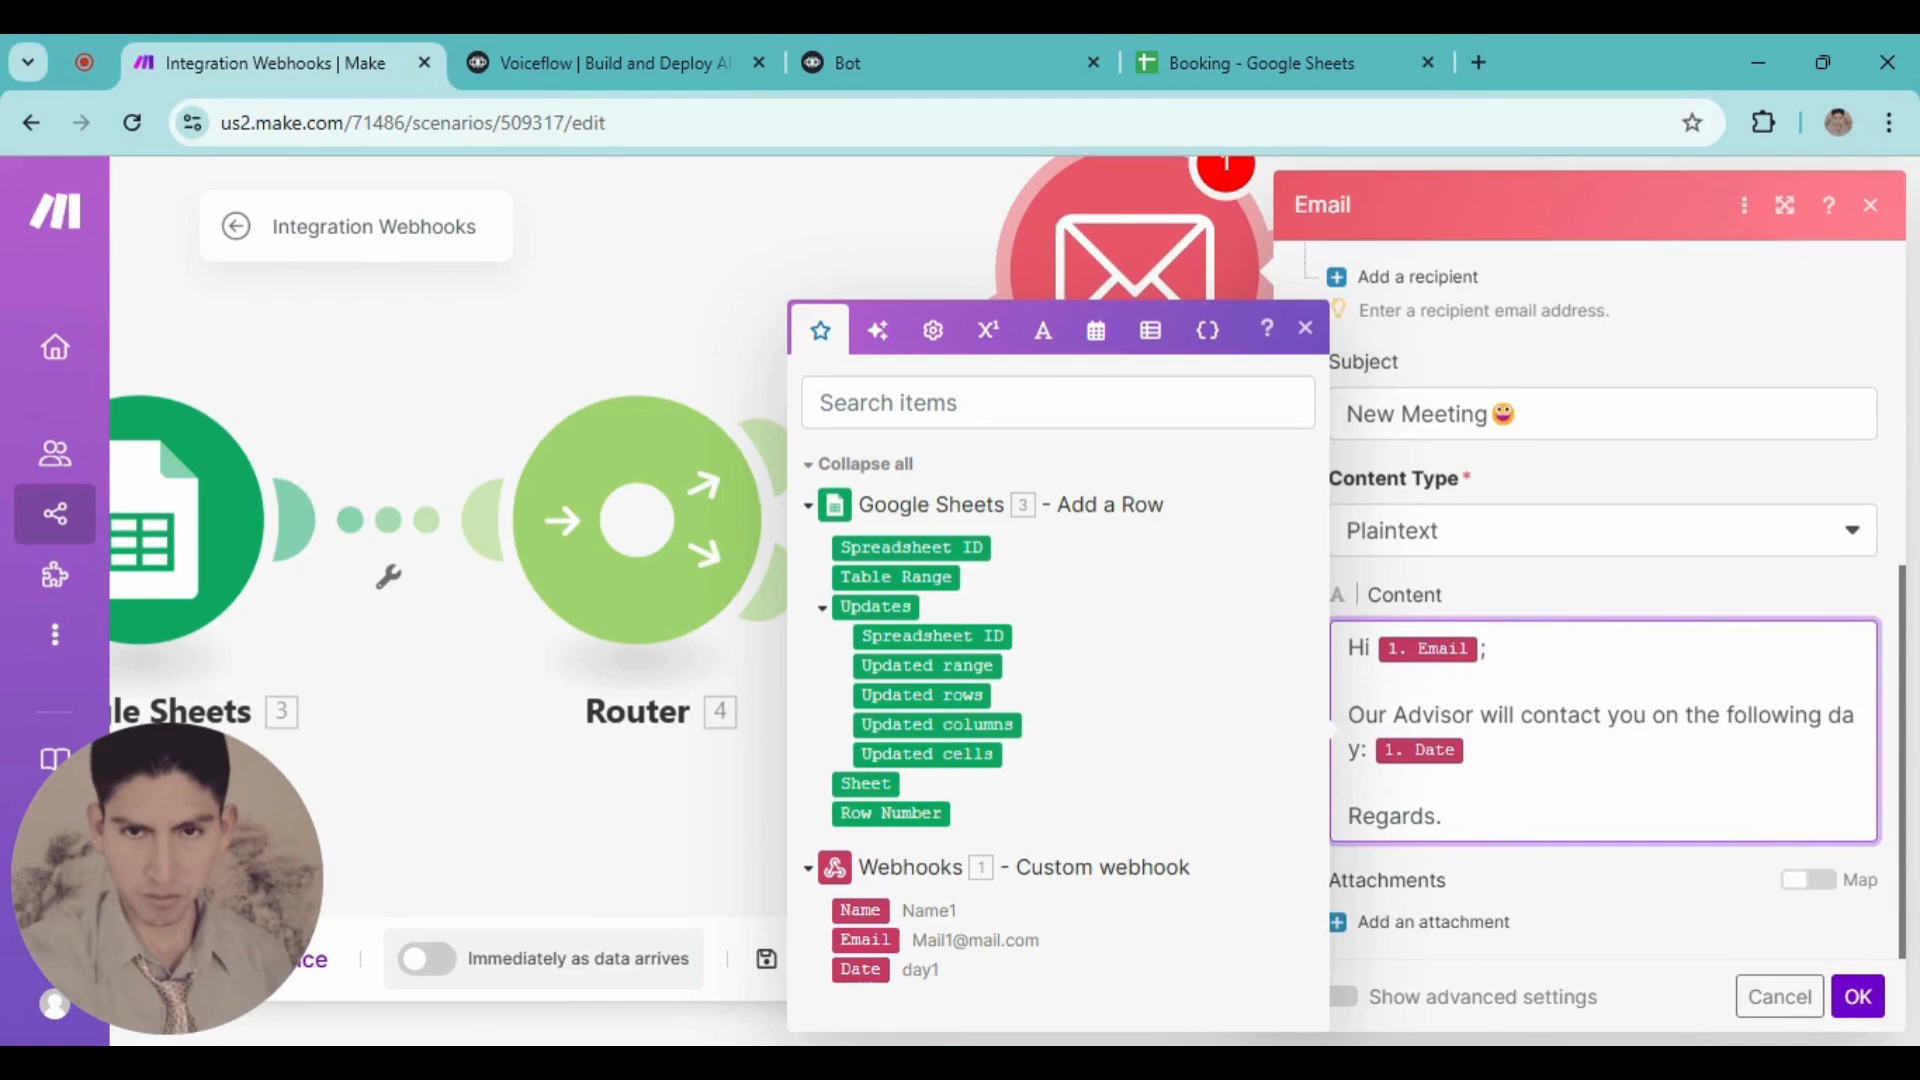 Integration Webhooks | Make
Voiceflow | Build and Deploy AI
Bot
Booking - Google Sheets
us2.make.com/71486/scenarios/509317/edit
Integration Webhooks
1
Email
Add a recipient
Enter a recipient email address.
Subject
New Meeting😀
Content Type *
Plaintext
A | Content
Hi 1. Email ;
Our Advisor will contact you on the following da
y: 1. Date
Regards.
Attachments
Map
Add an attachment
Show advanced settings
Cancel
OK
X¹ A
?
Search items
Collapse all
Google Sheets 3 - Add a Row
Spreadsheet ID
Table Range
Updates
Spreadsheet ID
Updated range
Updated rows
Updated columns
Updated cells
Sheet
Row Number
Webhooks 1 - Custom webhook
Name Name1
Email Mail1@mail.com
Date day1
le Sheets 3
Router 4
ce
Immediately as data arrives